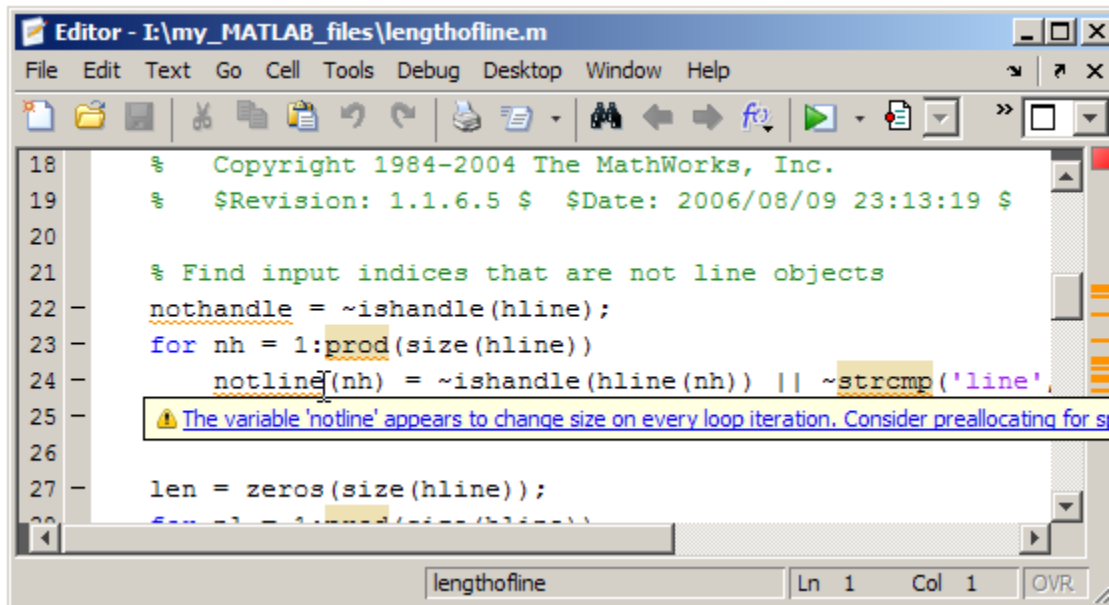 Editor - I:\my_MATLAB_files\lengthofline.m
File Edit Text Go Cell Tools Debug Desktop Window Help
18 % Copyright 1984-2004 The MathWorks, Inc.
19 % $Revision: 1.1.6.5 $ $Date: 2006/08/09 23:13:19 $
20
21 % Find input indices that are not line objects
22 - nothandle = ~ishandle(hline);
23 - for nh = 1:prod(size(hline))
24 - notline(nh) = ~ishandle(hline(nh)) || ~strcmp('line',
25 - The variable 'notline' appears to change size on every loop iteration. Consider preallocating for
26
27 - len = zeros(size(hline));
lengthofline Ln 1 Col 1 OVR